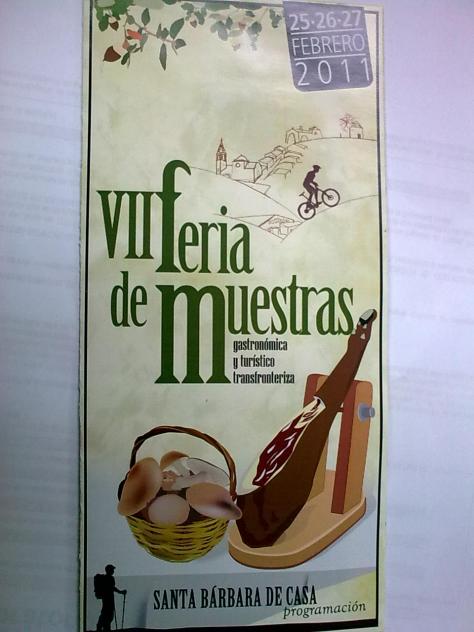 25·26·27
FEBRERO
2011
VII feria
de muestras
gastronómica
y turístico
transfronteriza
SANTA BÁRBARA DE CASA
programación